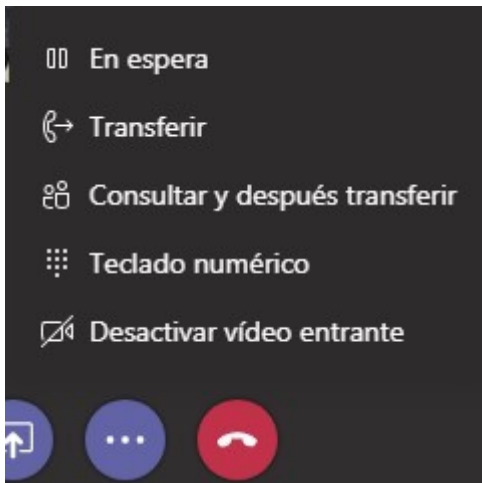 En espera
Transferir
Consultar y después transferir
Teclado numérico
Desactivar vídeo entrante